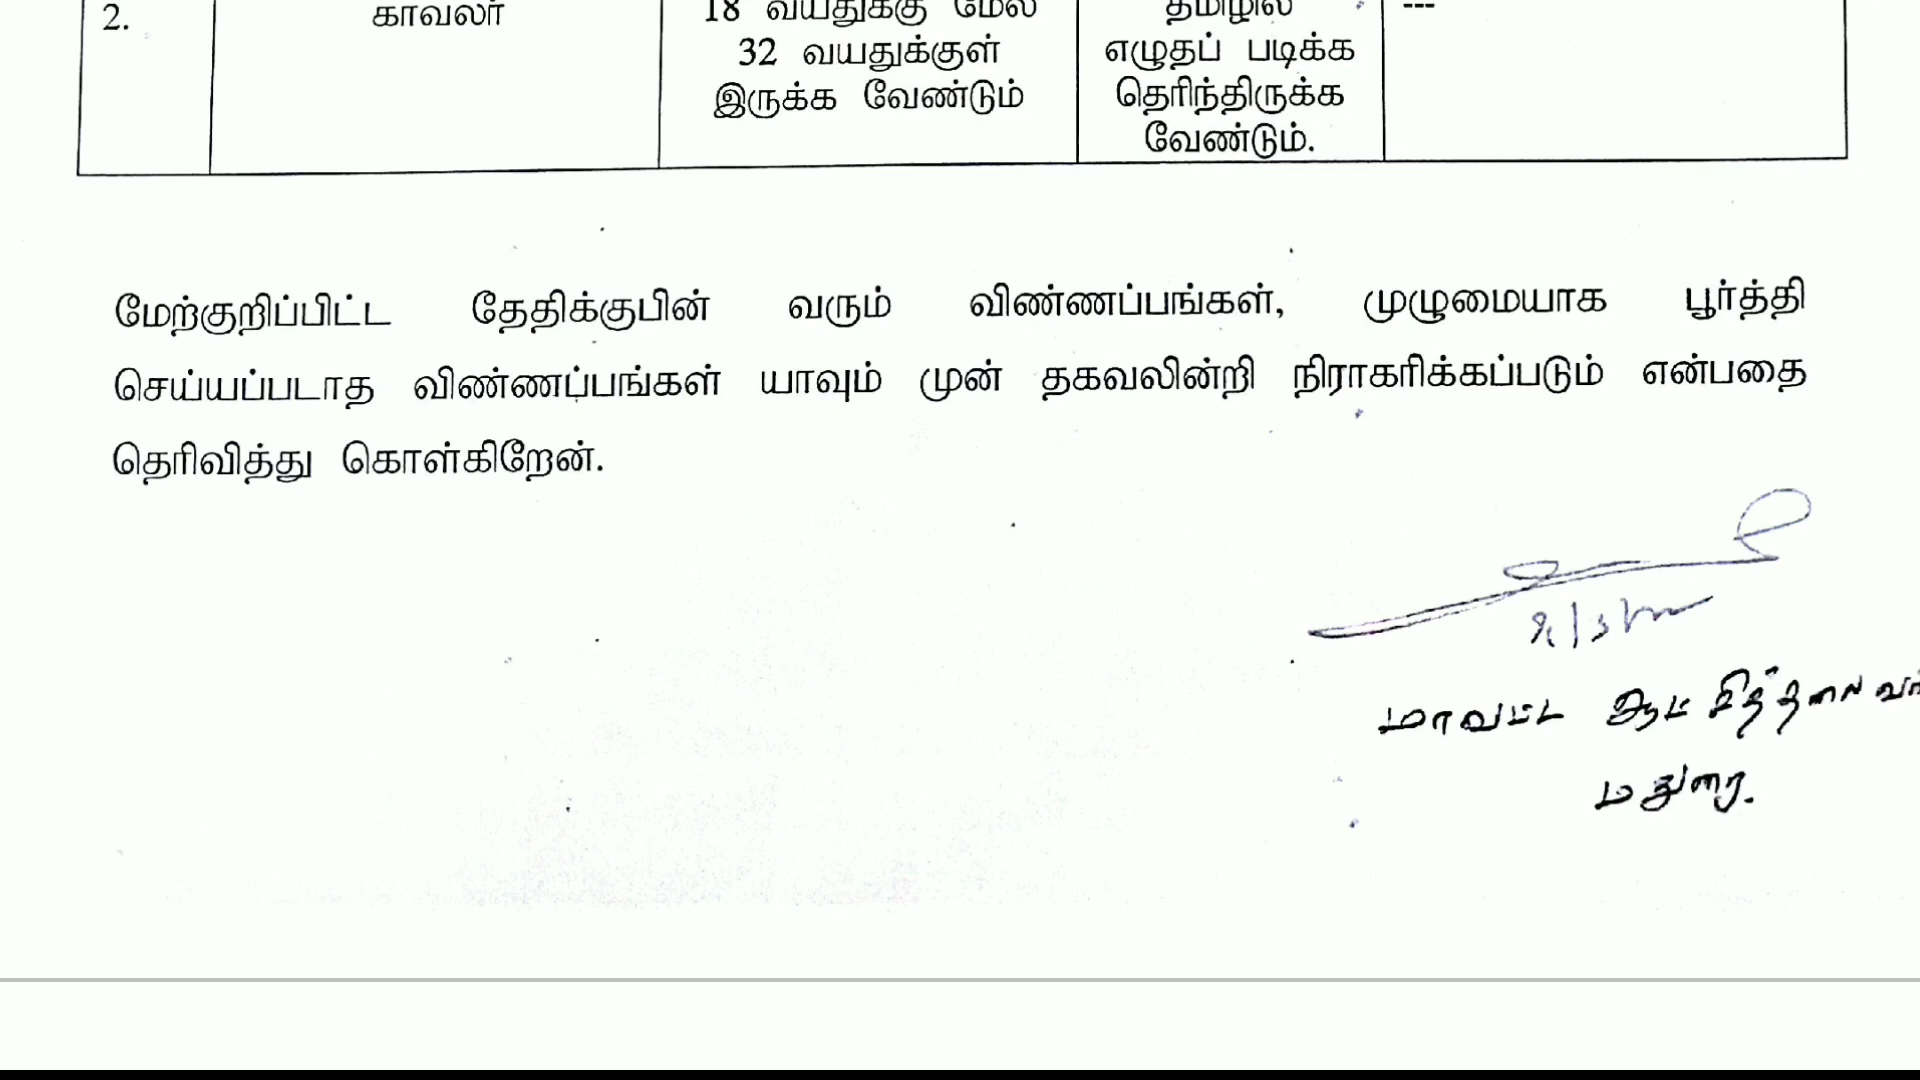 2.
காவலர்
18 வயதுக்கு மேல்
32 வயதுக்குள்
இருக்க வேண்டும்
தமிழில்
எழுதப் படிக்க
தெரிந்திருக்க
வேண்டும்.
---
மேற்குறிப்பிட்ட தேதிக்குபின் வரும் விண்ணப்பங்கள், முழுமையாக பூர்த்தி
செய்யப்படாத விண்ணப்பங்கள் யாவும் முன் தகவலின்றி நிராகரிக்கப்படும் என்பதை
தெரிவித்து கொள்கிறேன்.
மாவட்ட ஆட்சித்தலைவர்
மதுரை.